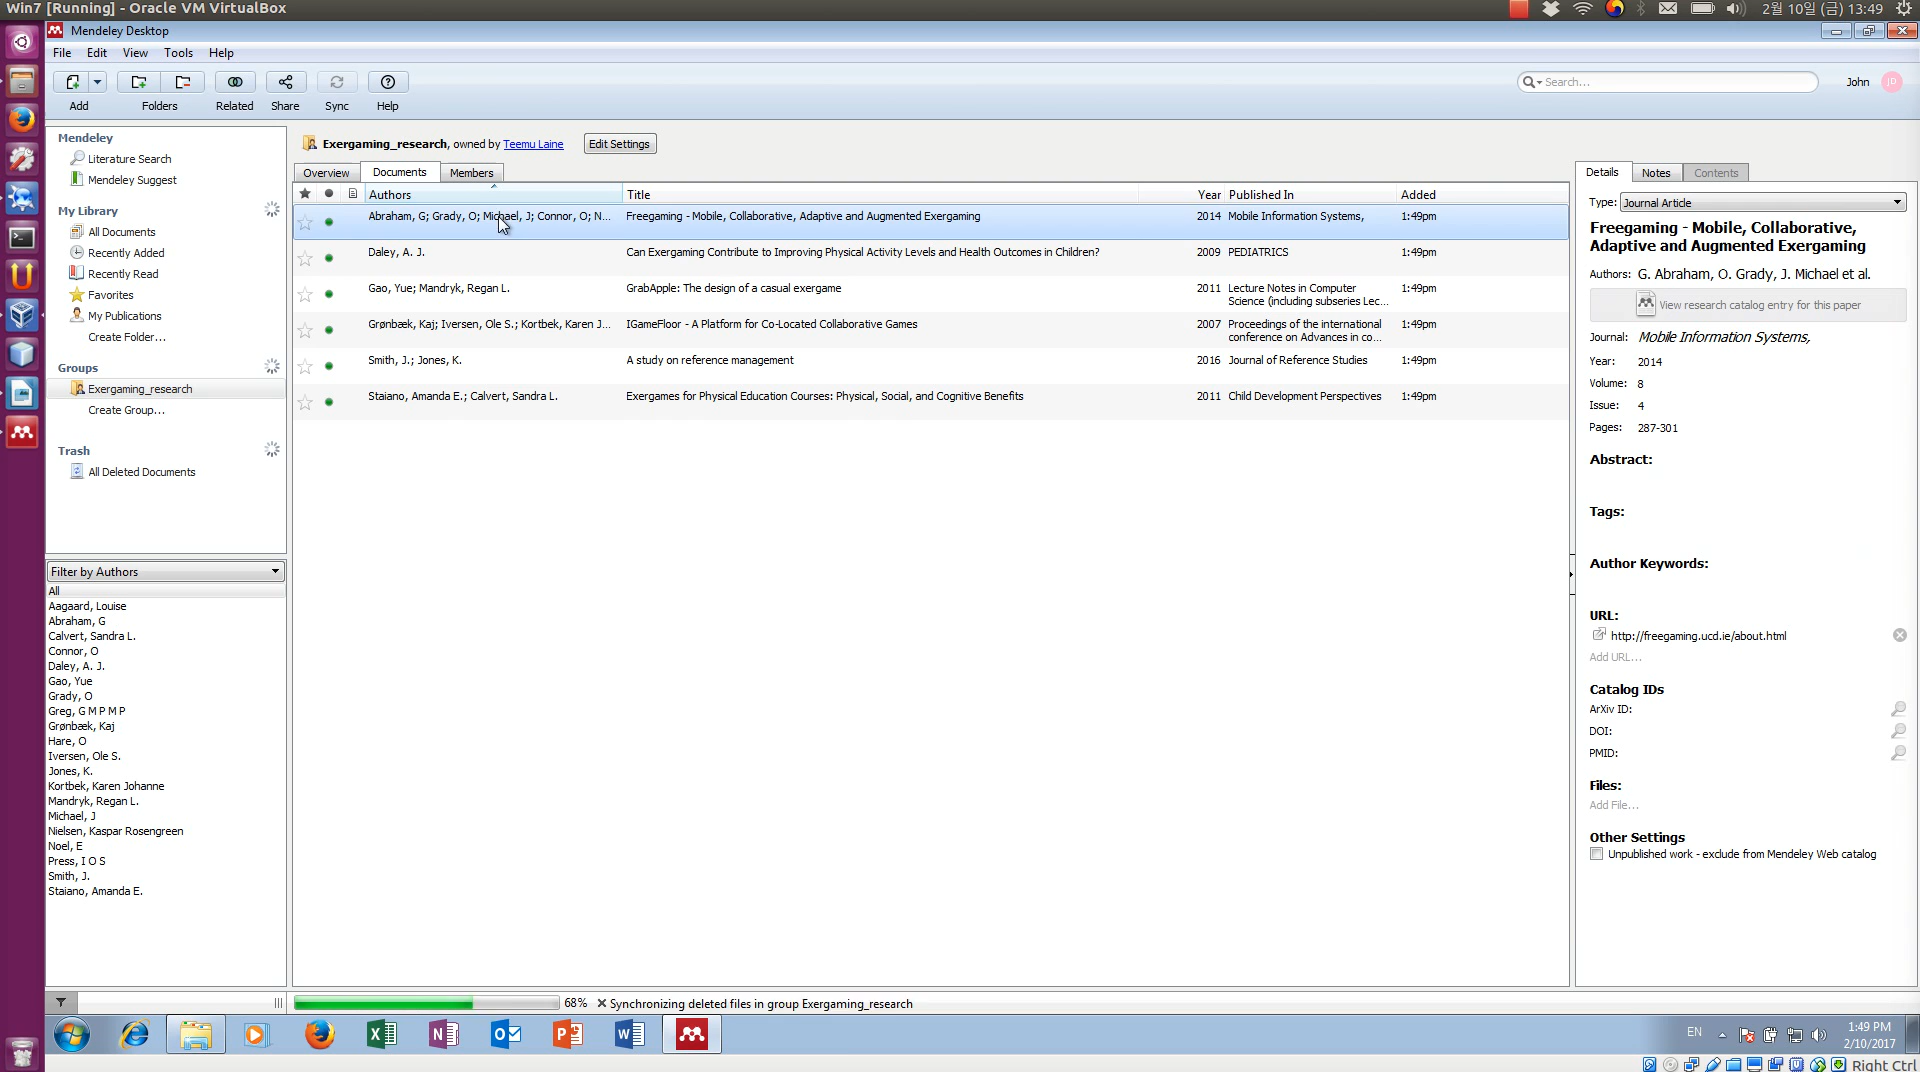 Win7 [Running] - Oracle VM VirtualBox
2월 10일 (금) 13:49
Mendeley Desktop
File Edit View Tools Help
Search...
John JD
Add Folders Related Share Sync Help
Mendeley
Literature Search
Mendeley Suggest
My Library
All Documents
Recently Added
Recently Read
Favorites
My Publications
Create Folder...
Groups
Exergaming_research
Create Group...
Trash
All Deleted Documents
Filter by Authors
All
Aagaard, Louise
Abraham, G
Calvert, Sandra L.
Connor, O
Daley, A. J.
Gao, Yue
Grady, O
Greg, G M P M P
Grønbæk, Kaj
Hare, O
Iversen, Ole S.
Jones, K.
Kortbek, Karen Johanne
Mandryk, Regan L.
Michael, J
Nielsen, Kaspar Rosengreen
Noel, E
Press, I O S
Smith, J.
Staiano, Amanda E.
Exergaming_research, owned by Teemu Laine Edit Settings
Overview Documents Members
Authors Title Year Published In Added
Abraham, G; Grady, O; Michael, J; Connor, O; N... Freegaming - Mobile, Collaborative, Adaptive and Augmented Exergaming 2014 Mobile Information Systems,
Daley, A. J. Can Exergaming Contribute to Improving Physical Activity Levels and Health Outcomes in Children? 2009 PEDIATRICS 1:49pm
Gao, Yue; Mandryk, Regan L. GrabApple: The design of a casual exergame 2011 Lecture Notes in Computer 1:49pm
Science (including subseries Lec...
Grønbæk, Kaj; Iversen, Ole S.; Kortbek, Karen J... IGameFloor - A Platform for Co-Located Collaborative Games 2007 Proceedings of the international 1:49pm
conference on Advances in co...
Smith, J.; Jones, K. A study on reference management 2016 Journal of Reference Studies 1:49pm
Staiano, Amanda E.; Calvert, Sandra L. Exergames for Physical Education Courses: Physical, Social, and Cognitive Benefits 2011 Child Development Perspectives 1:49pm
1:49pm
Details Notes Contents
Type: Journal Article
Freegaming - Mobile, Collaborative,
Adaptive and Augmented Exergaming
Authors: G. Abraham, O. Grady, J. Michael et al.
View research catalog entry for this paper
Journal: Mobile Information Systems,
Year: 2014
Volume: 8
Issue: 4
Pages: 287-301
Abstract:
Tags:
Author Keywords:
URL:
http://freegaming.ucd.ie/about.html
Add URL...
Catalog IDs
ArXiv ID:
DOI:
PMID:
Files:
Add File...
Other Settings
Unpublished work - exclude from Mendeley Web catalog
68% Synchronizing deleted files in group Exergaming_research
EN
1:49 PM
2/10/2017
Right Ctrl